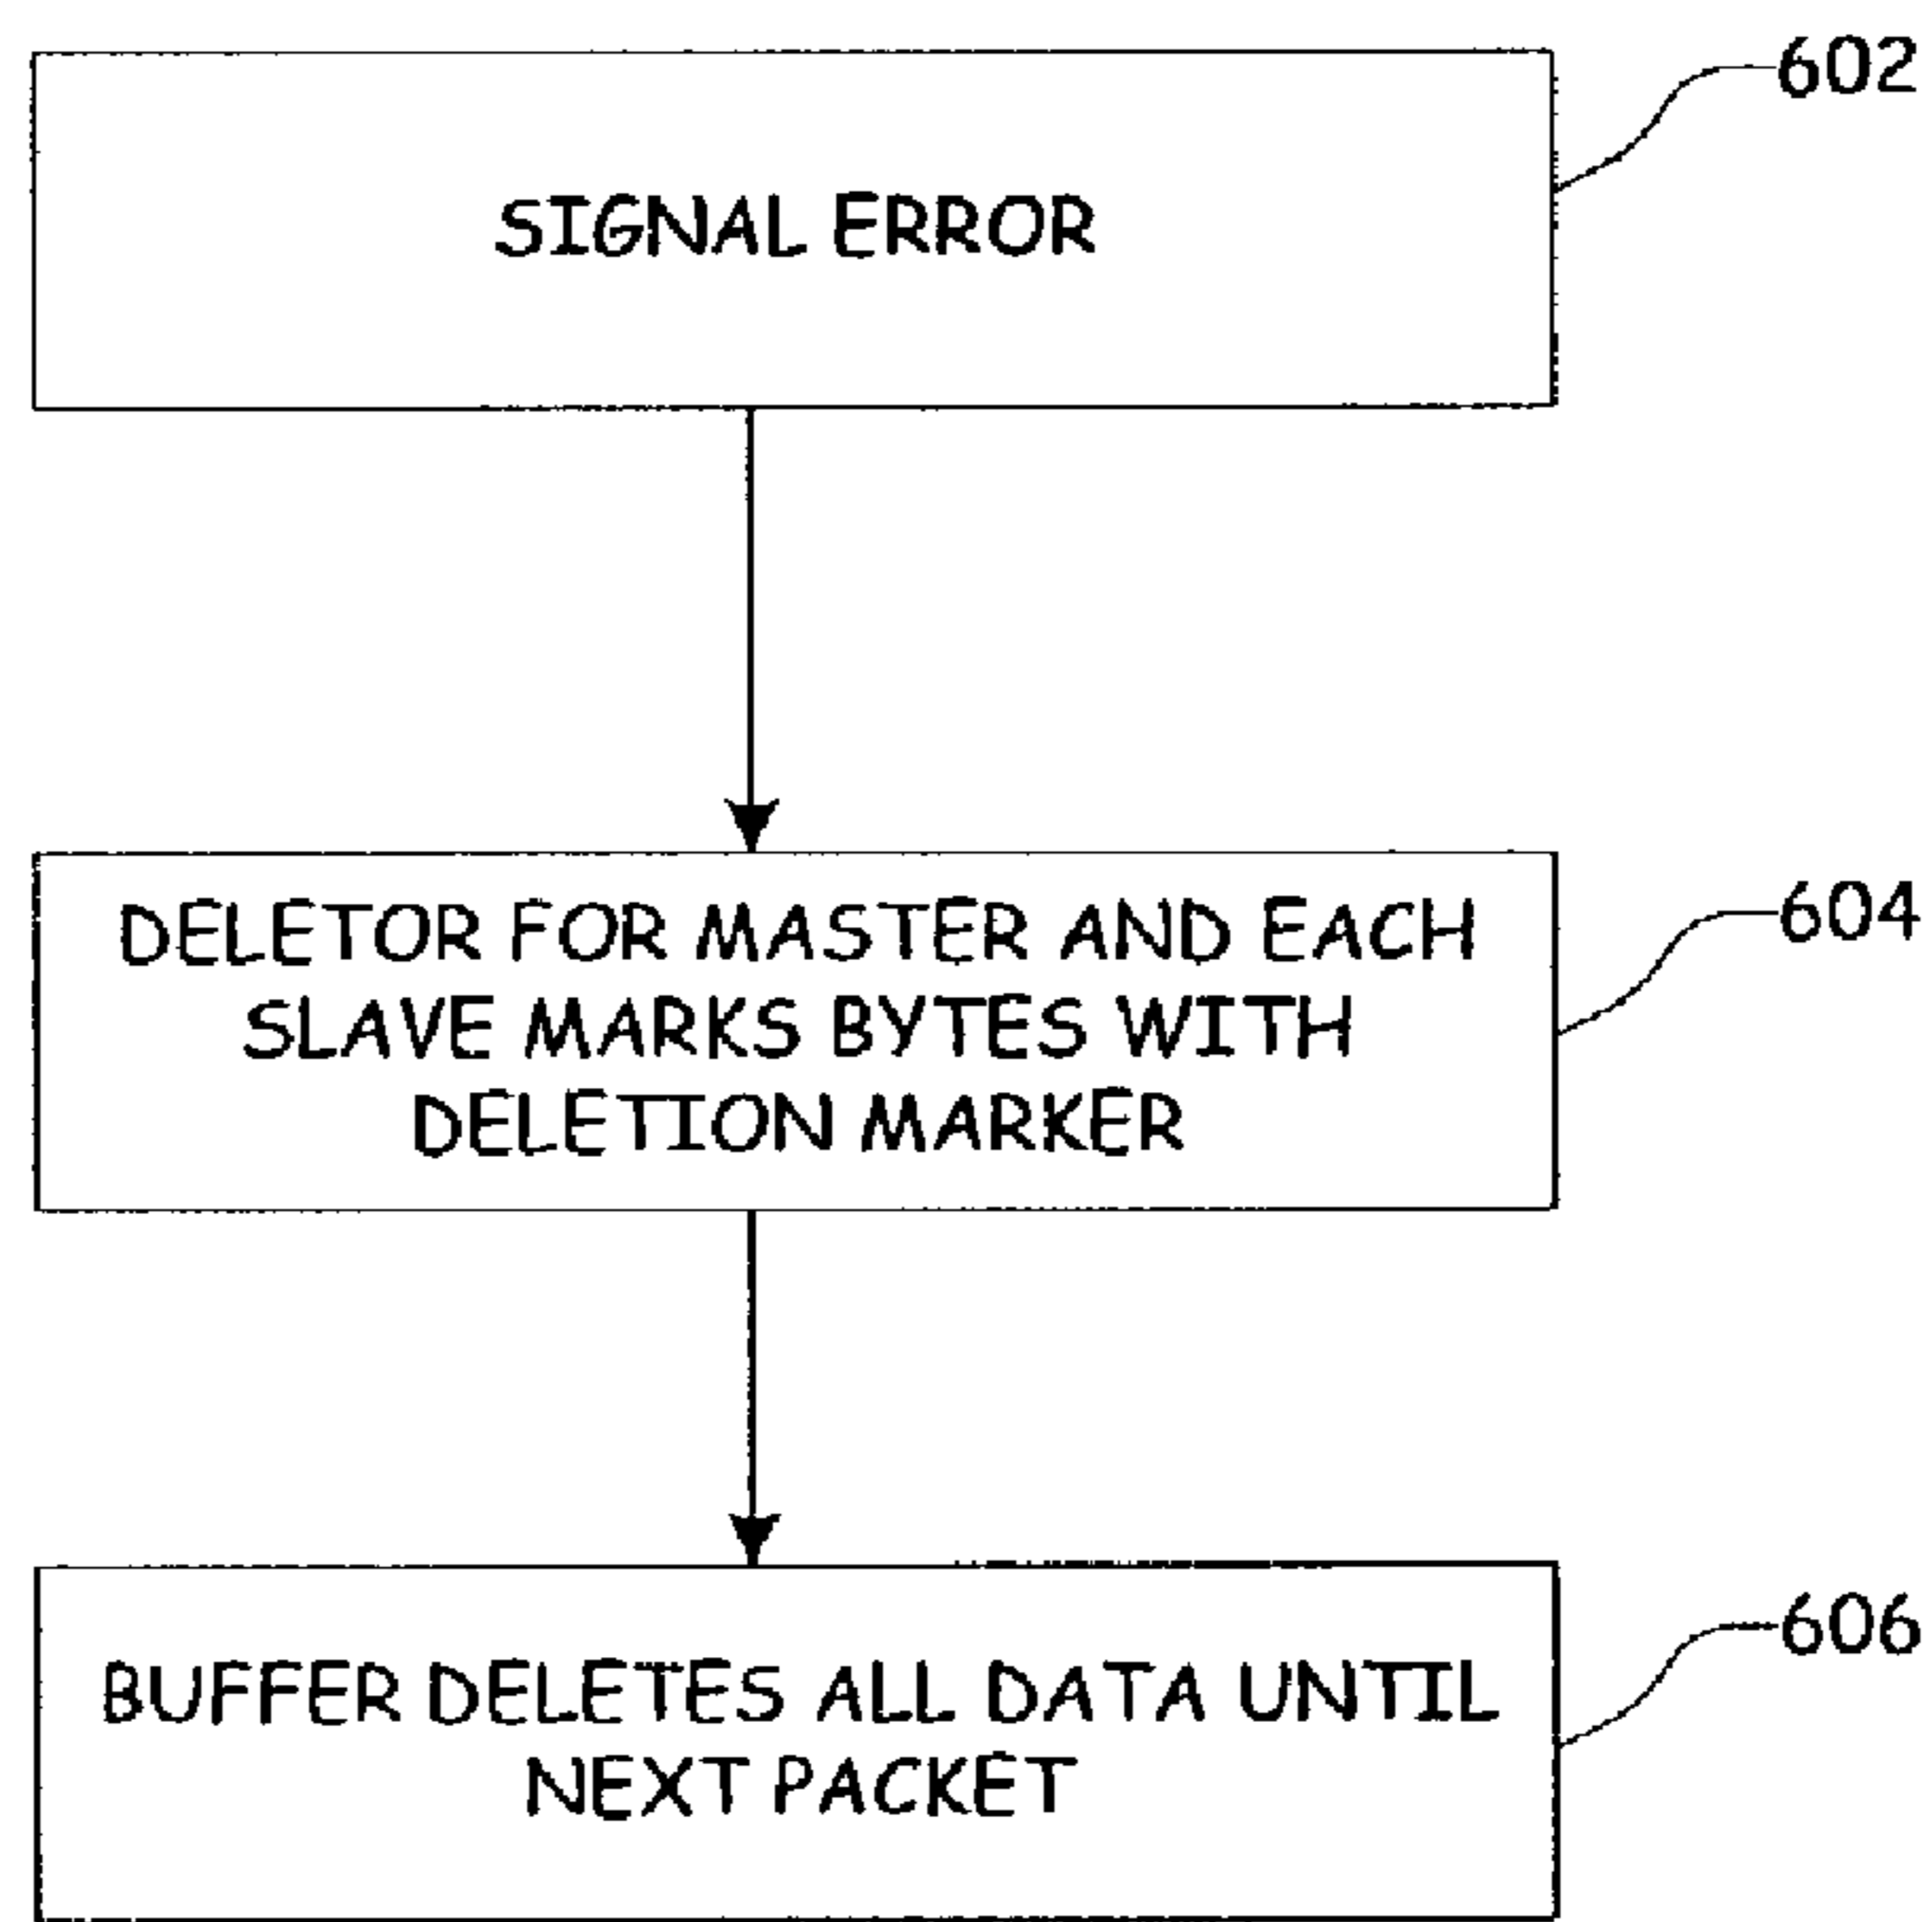 602
SIGNAL ERROR
DELETOR FOR MASTER AND EACH
604
SLAVE MARKS BYTES WITH
DELETION MARKER
606
BUFFER DELETES ALL DATA UNTIL
NEXT PACKET